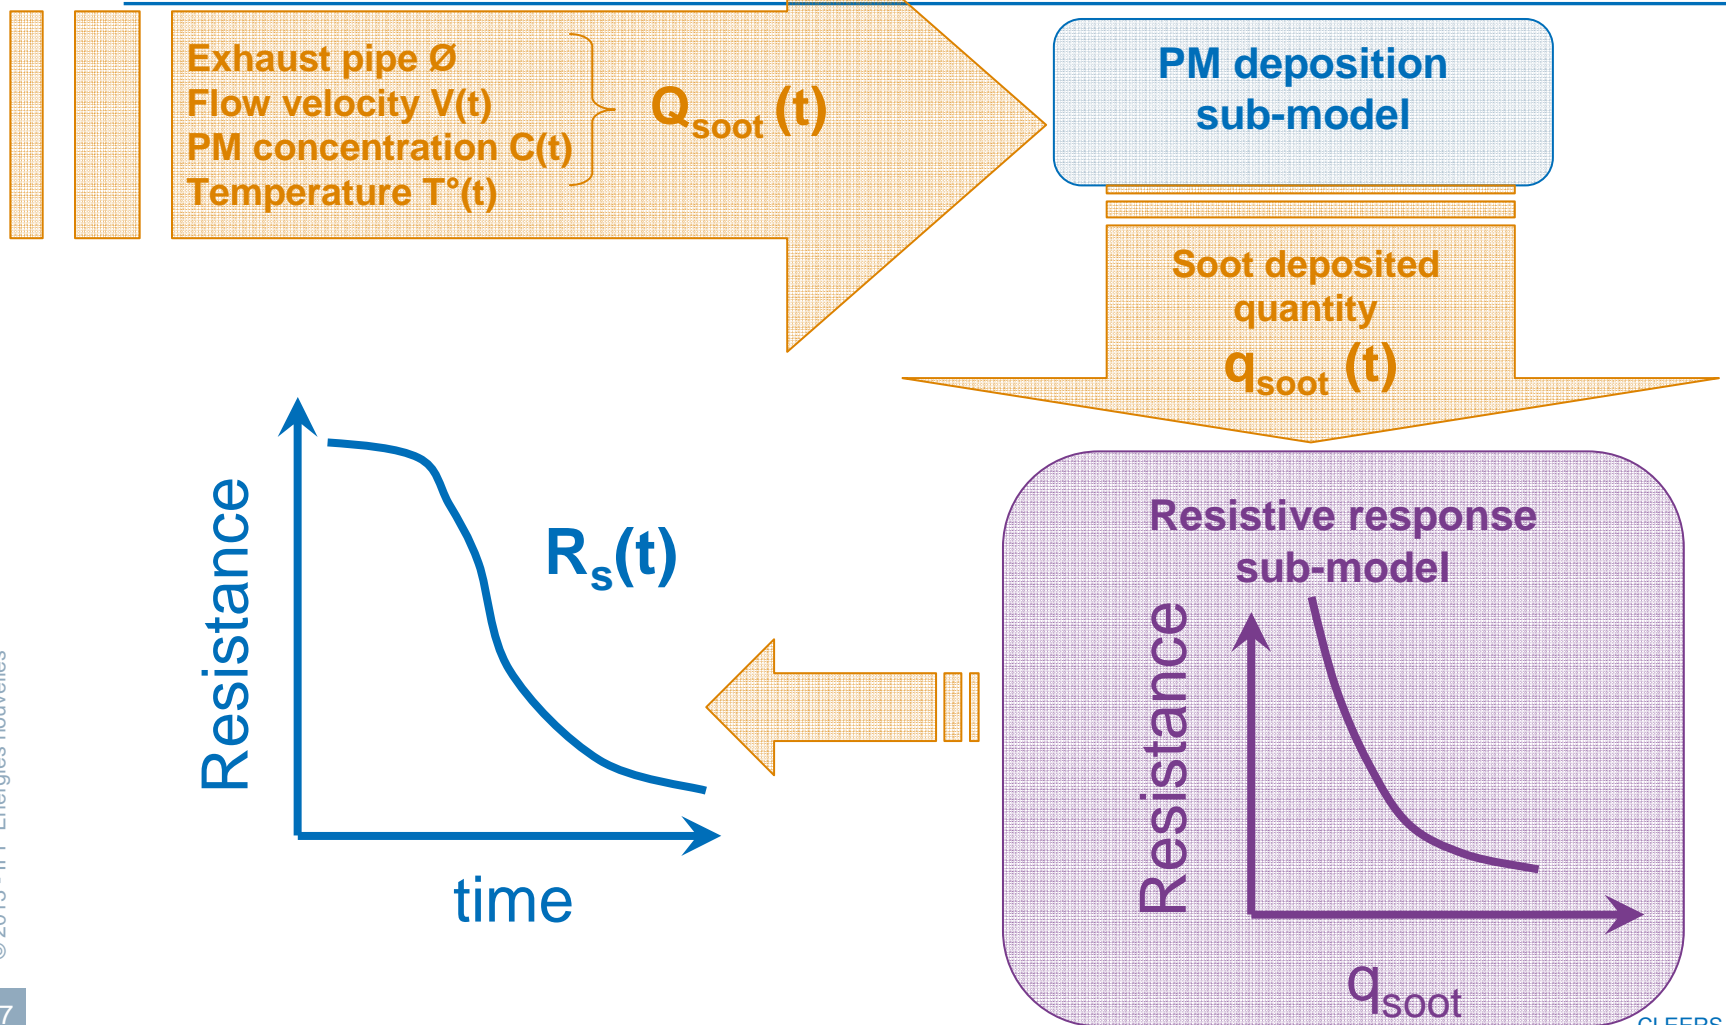 Exhaust pipe Ø
Flow velocity V(t)
PM concentration C(t)
Temperature T°(t)
Qsoot (t)
PM deposition
sub-model
Soot deposited
quantity
qsoot (t)
Resistive response
sub-model
Resistance
qsoot
Resistance
Rs(t)
time
7